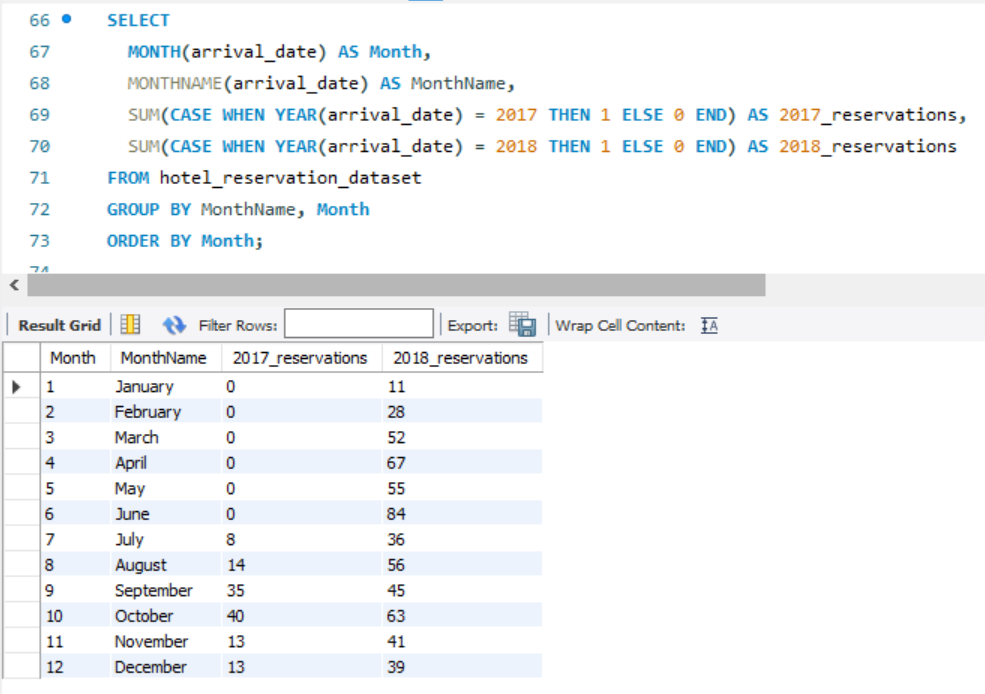 66 SELECT
67 MONTH(arrival_date) AS Month,
68 MONTHNAME(arrival_date) AS MonthName,
69 SUM(CASE WHEN YEAR(arrival_date) = 2017 THEN 1 ELSE 0 END) AS 2017_reservations,
70 SUM(CASE WHEN YEAR(arrival_date) = 2018 THEN 1 ELSE 0 END) AS 2018_reservations
71 FROM hotel_reservation_dataset
72 GROUP BY MonthName, Month
73 ORDER BY Month;
74
Result Grid Filter Rows: Export: Wrap Cell Content: IA
Month MonthName 2017_reservations 2018_reservations
1 January 0 11
2 February 0 28
3 March 0 52
4 April 0 67
5 May 0 55
6 June 0 84
7 July 8 36
8 August 14 56
9 September 35 45
10 October 40 63
11 November 13 41
12 December 13 39